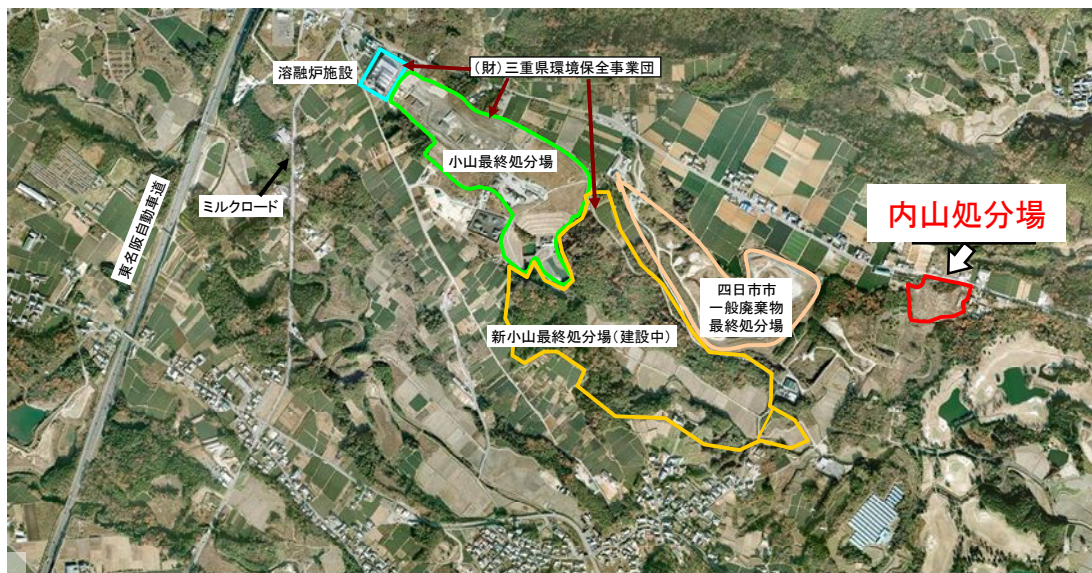 (財)三重県環境保全事業団
溶融炉施設
小山最終処分場
ミルクロード
東名阪自動車道
内山処分場
四日市市
一般廃棄物
最終処分場
新小山最終処分場(建設中)